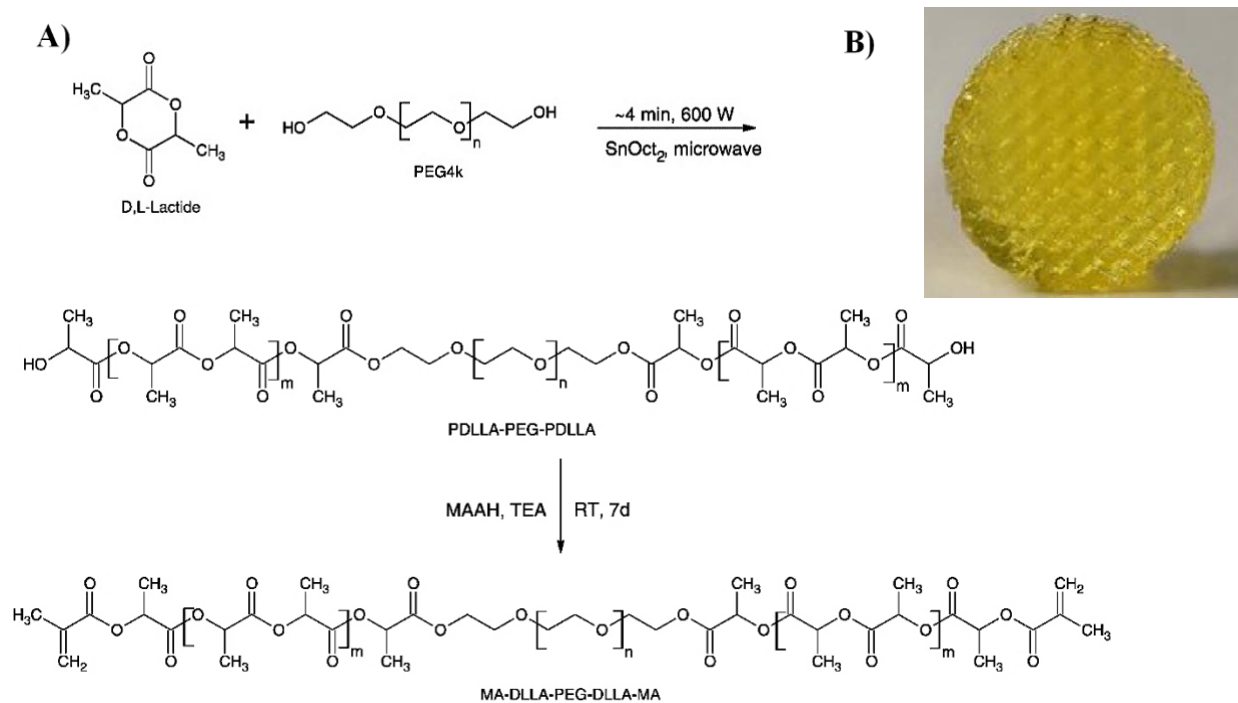 A)
B)
O
H₃C
O
O
CH₃
O
D,L-Lactide
+
HO O O n OH
PEG4k
~4 min, 600 W
SnOct₂, microwave
CH₃ O CH₃ O CH₃ O CH₃ O
HO O O O O O O O O O O OH
m n m
O CH₃ O CH₃ O CH₃ O CH₃
PDLLA-PEG-PDLLA
MAAH, TEA RT, 7d
O CH₃ O CH₃ O CH₃ O CH₃ O CH₂
H₃C O O O O O O O O O O O O CH₃
m n m
CH₂ O CH₃ O CH₃ O CH₃ O CH₃ O
MA-DLLA-PEG-DLLA-MA